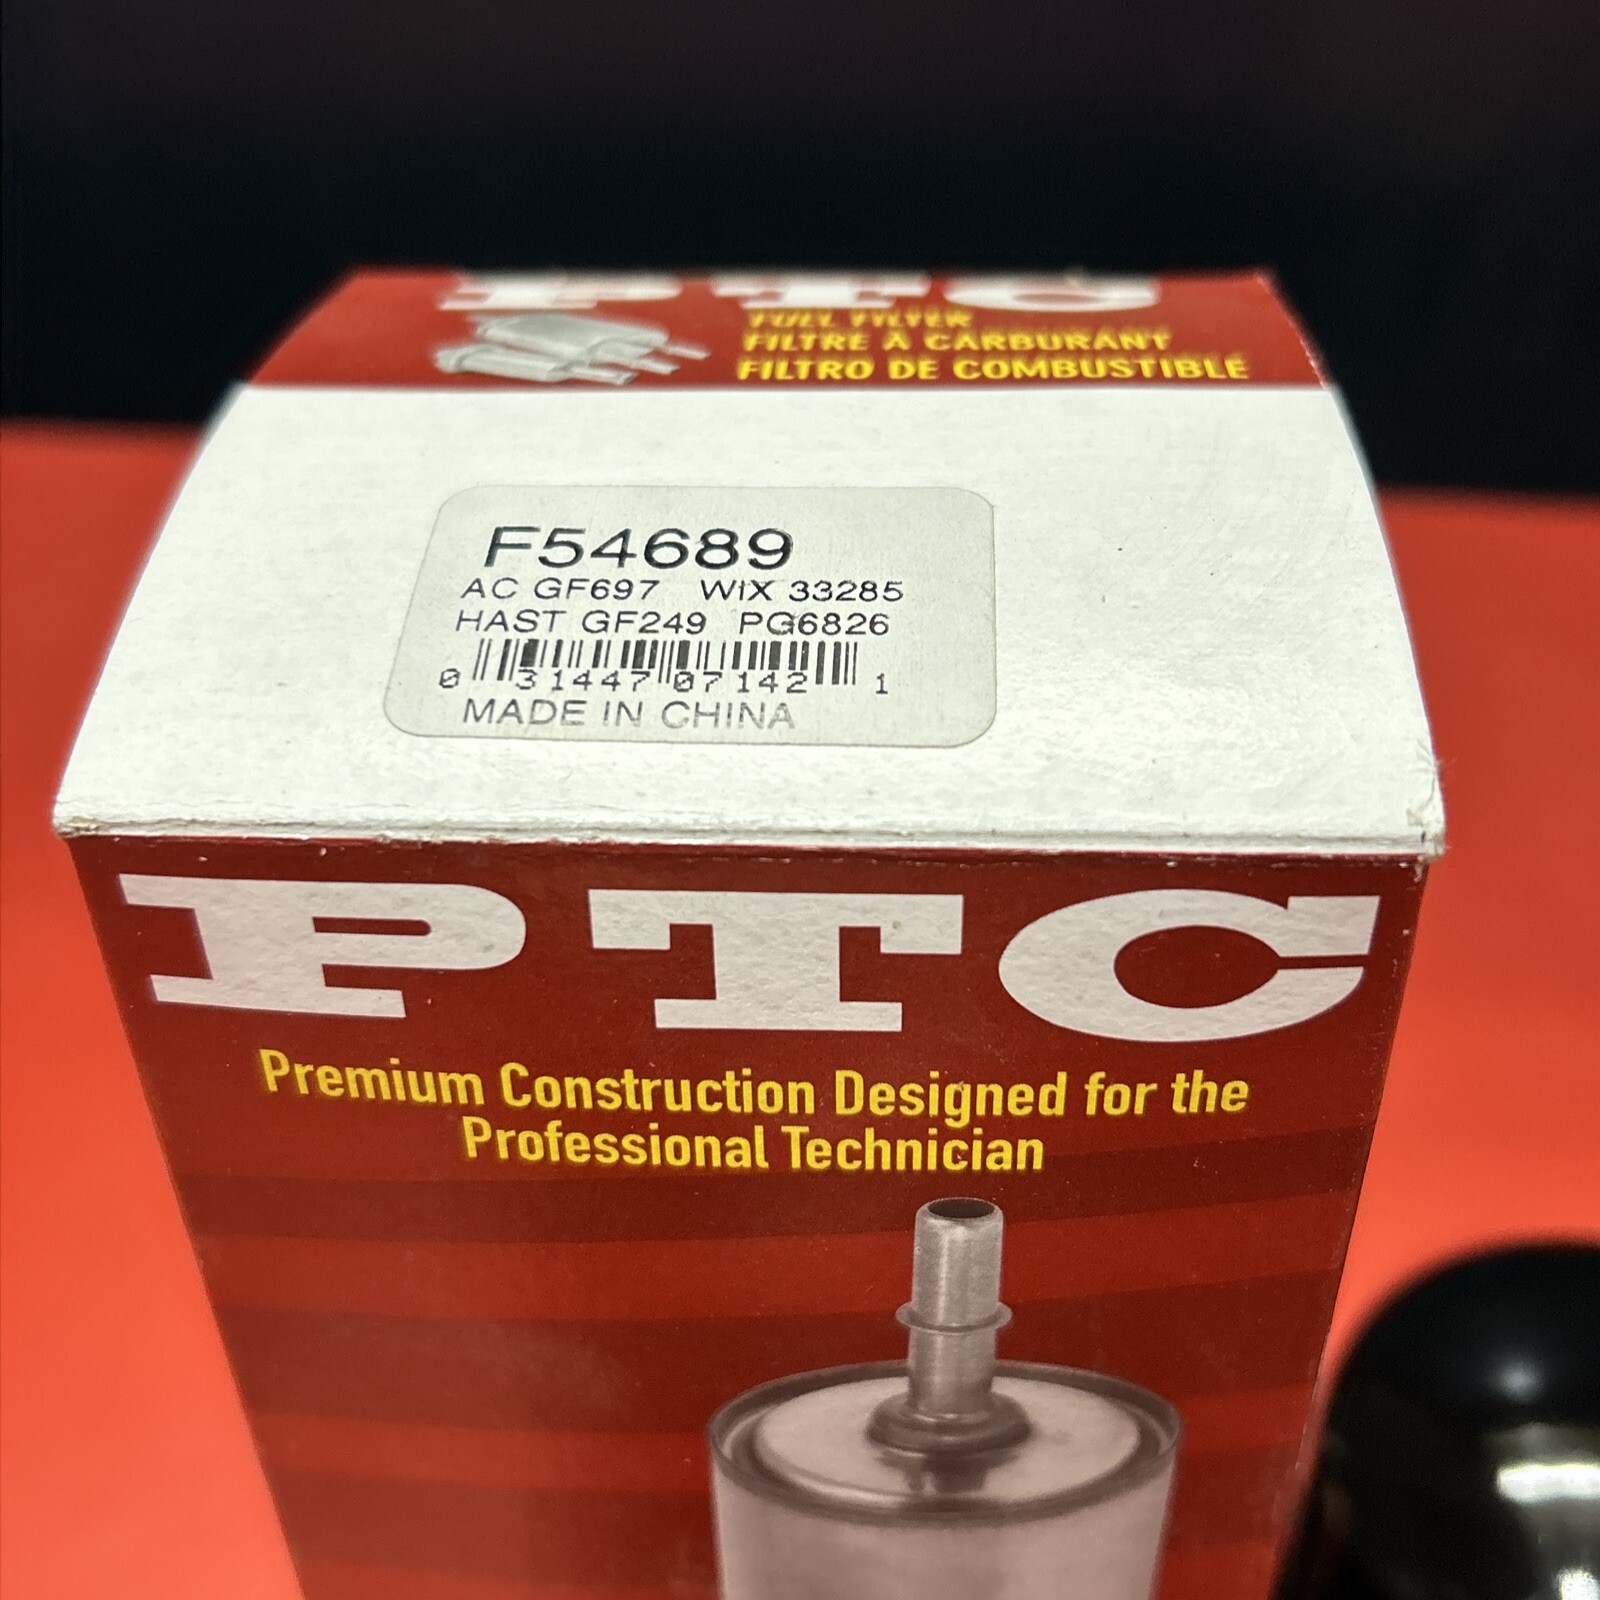 PTC
FUEL FILTER
FILTRE À CARBURANT
FILTRO DE COMBUSTIBLE
F54689
AC GF697 WIX 33285
HAST GF249 PG6826
0 31447 07142 1
MADE IN CHINA
PTC
Premium Construction Designed for the
Professional Technician